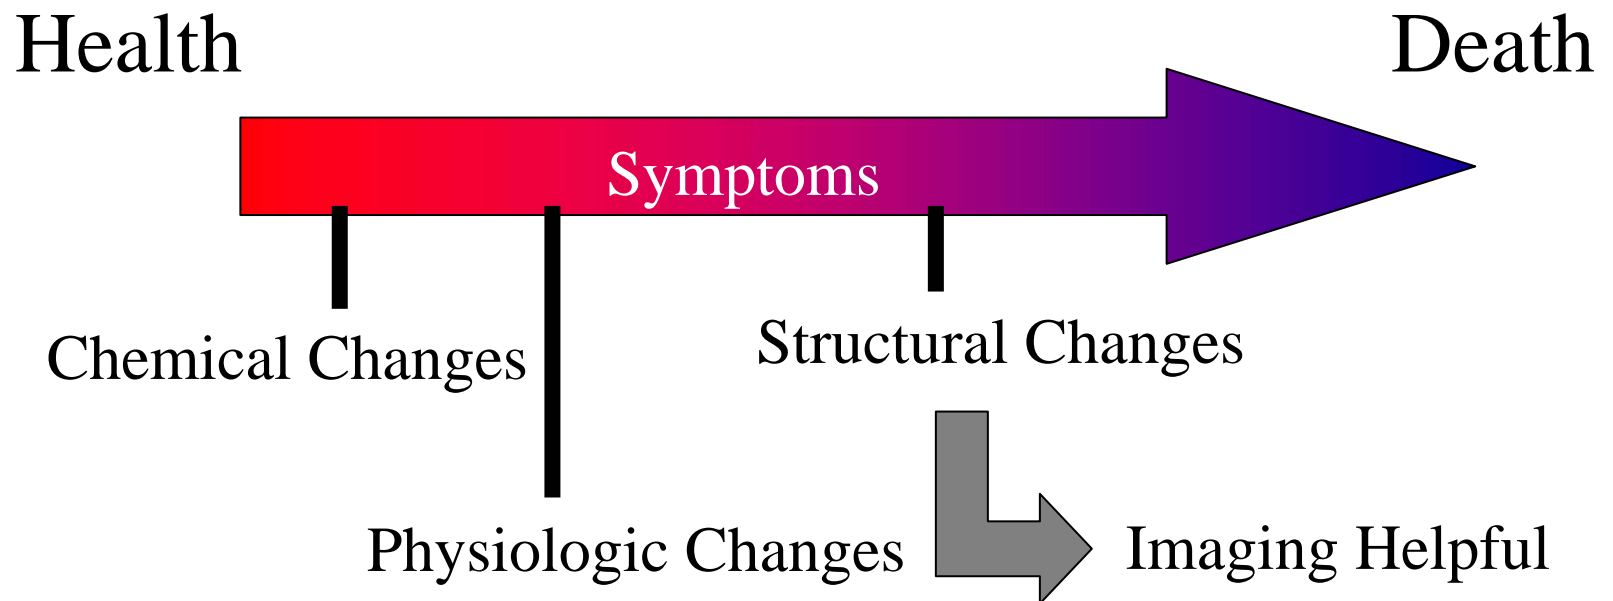 Health
Death
Symptoms
Chemical Changes
Structural Changes
Physiologic Changes
Imaging Helpful